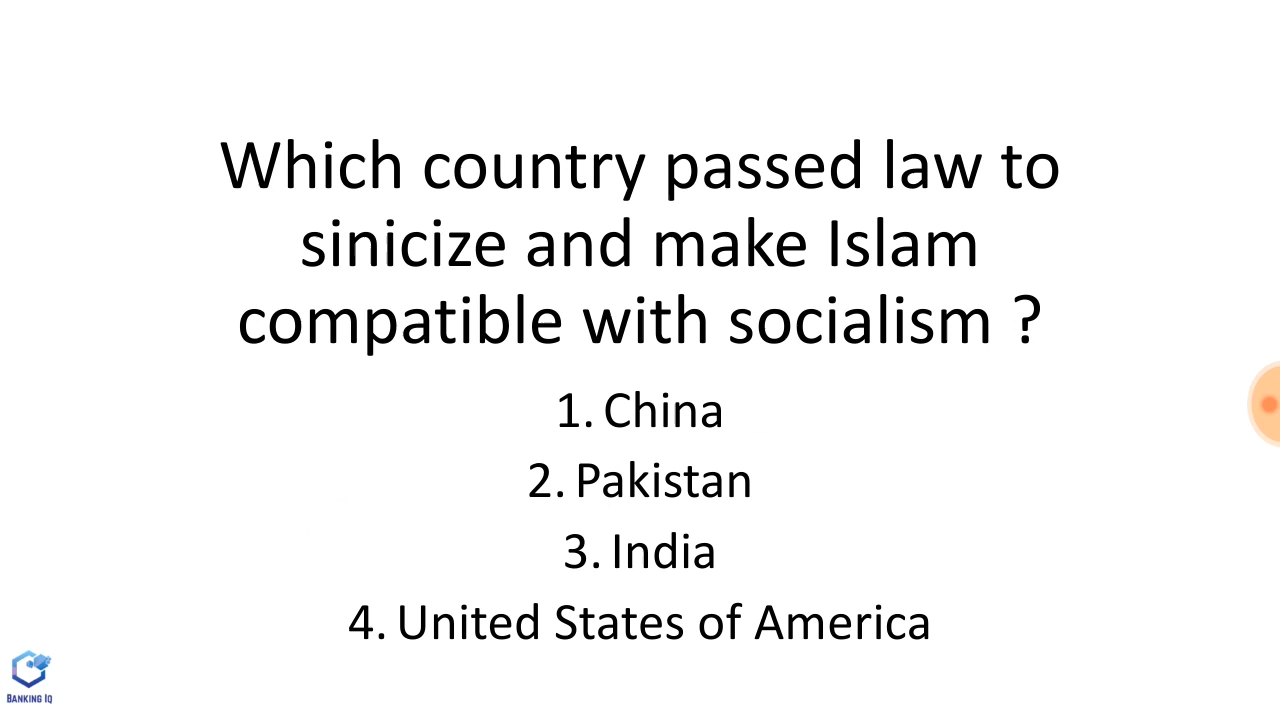 Which country passed law to
sinicize and make Islam
compatible with socialism ?
1. China
2. Pakistan
3. India
4. United States of America
BANKING IQ